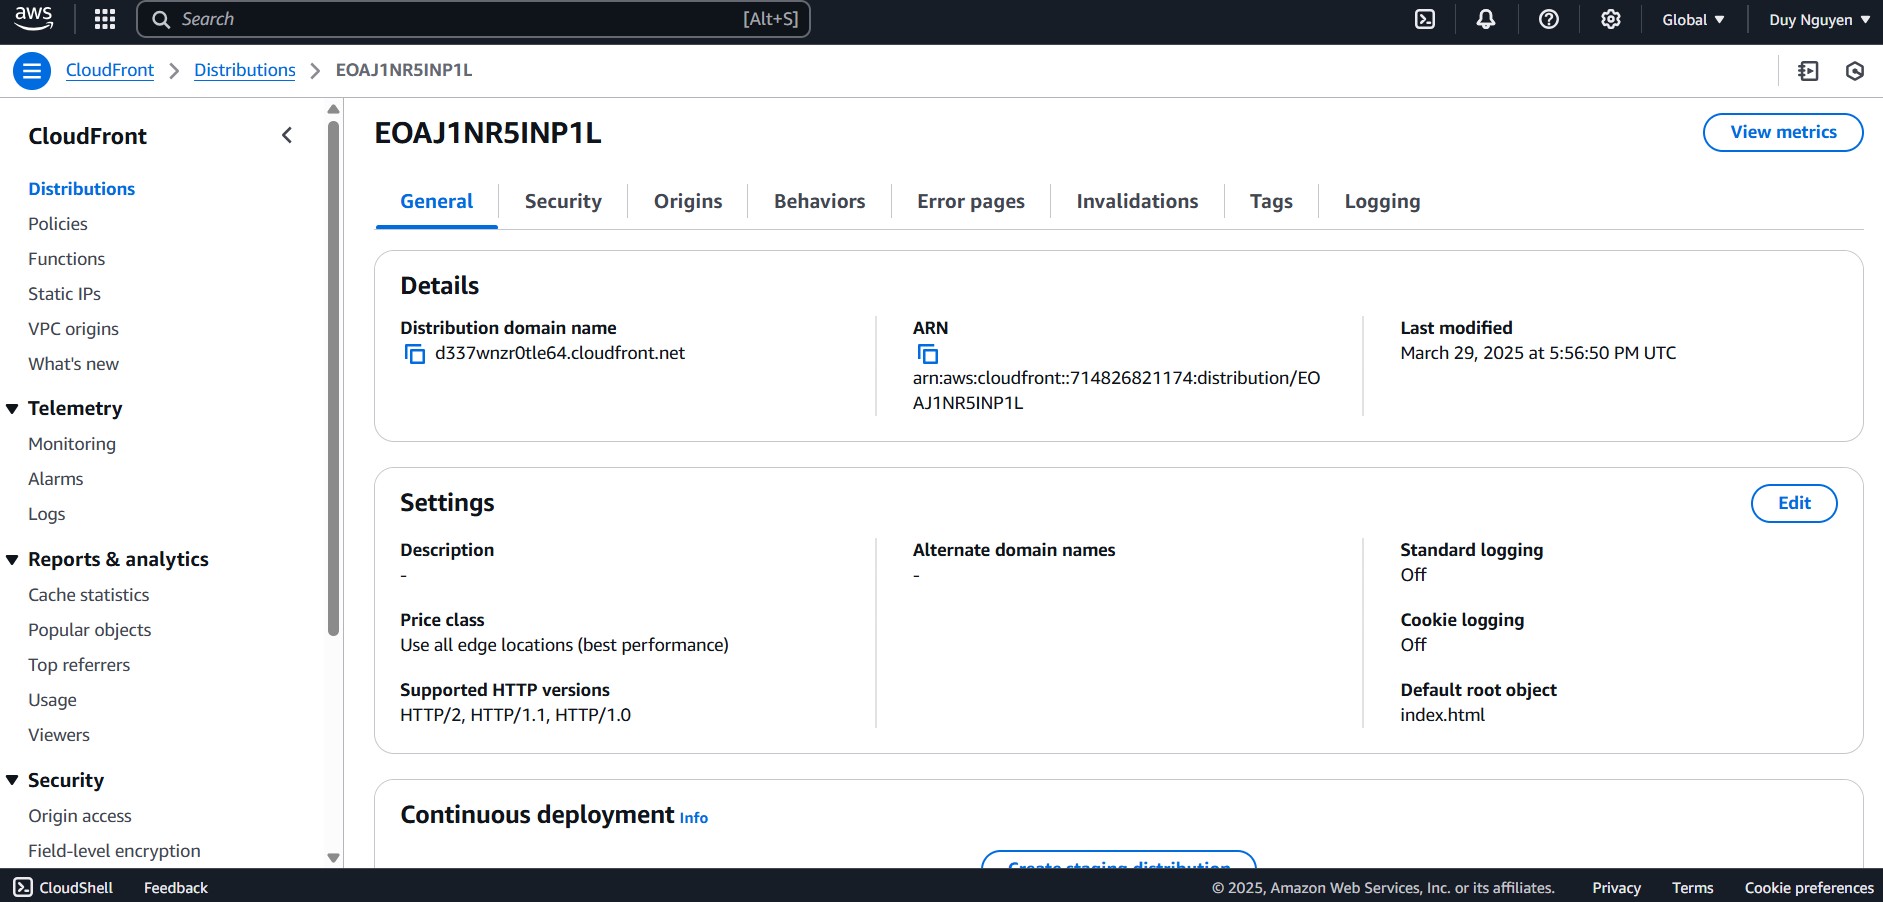 aws
Search
[Alt+S]
Global
Duy Nguyen
CloudFront
Distributions
EOAJ1NR5INP1L
CloudFront
Distributions
Policies
Functions
Static IPs
VPC origins
What's new
Telemetry
Monitoring
Alarms
Logs
Reports & analytics
Cache statistics
Popular objects
Top referrers
Usage
Viewers
Security
Origin access
Field-level encryption
EOAJ1NR5INP1L
View metrics
General
Security
Origins
Behaviors
Error pages
Invalidations
Tags
Logging
Details
Distribution domain name
d337wnzr0tle64.cloudfront.net
ARN
arn:aws:cloudfront::714826821174:distribution/EO
AJ1NR5INP1L
Last modified
March 29, 2025 at 5:56:50 PM UTC
Settings
Edit
Description
-
Price class
Use all edge locations (best performance)
Supported HTTP versions
HTTP/2, HTTP/1.1, HTTP/1.0
Alternate domain names
-
Standard logging
Off
Cookie logging
Off
Default root object
index.html
Continuous deployment Info
Create staging distribution
CloudShell
Feedback
© 2025, Amazon Web Services, Inc. or its affiliates.
Privacy
Terms
Cookie preferences